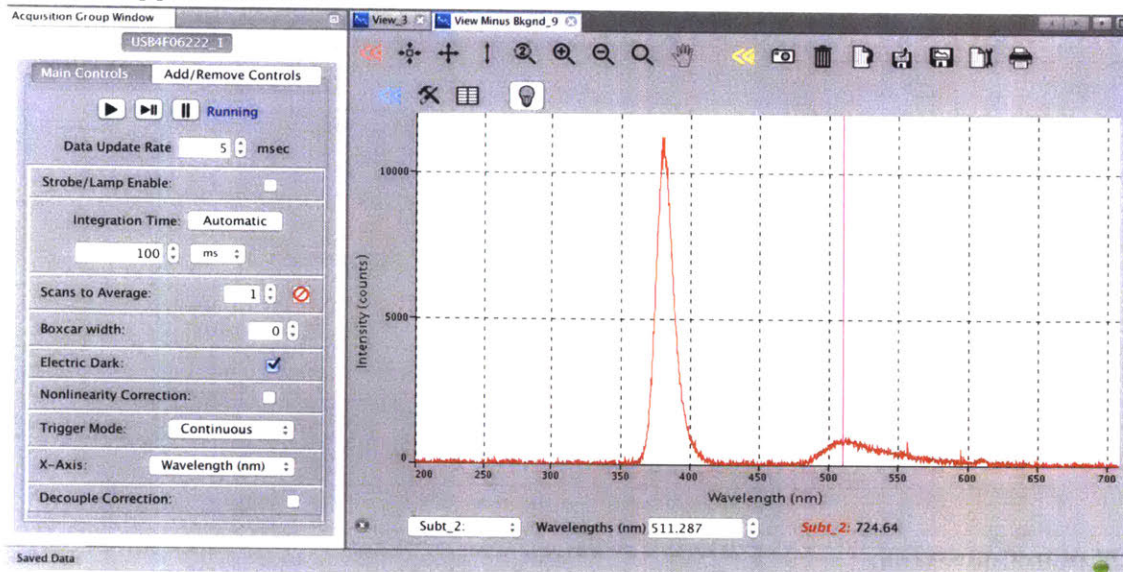 Acquisition Group Window
USB4F06222_1
Main Controls
Add/Remove Controls
Running
Data Update Rate 5 msec
Strobe/Lamp Enable:
Integration Time: Automatic
100 ms
Scans to Average: 1
Boxcar width: 0
Electric Dark:
Nonlinearity Correction:
Trigger Mode: Continuous
X-Axis: Wavelength (nm)
Decouple Correction:
View_3
View Minus Bkgnd_9
Intensity (counts)
10000
5000
0
200 250 300 350 400 450 500 550 600 650 700
Wavelength (nm)
Subt_2: Wavelengths (nm) 511.287 Subt_2: 724.64
Saved Data